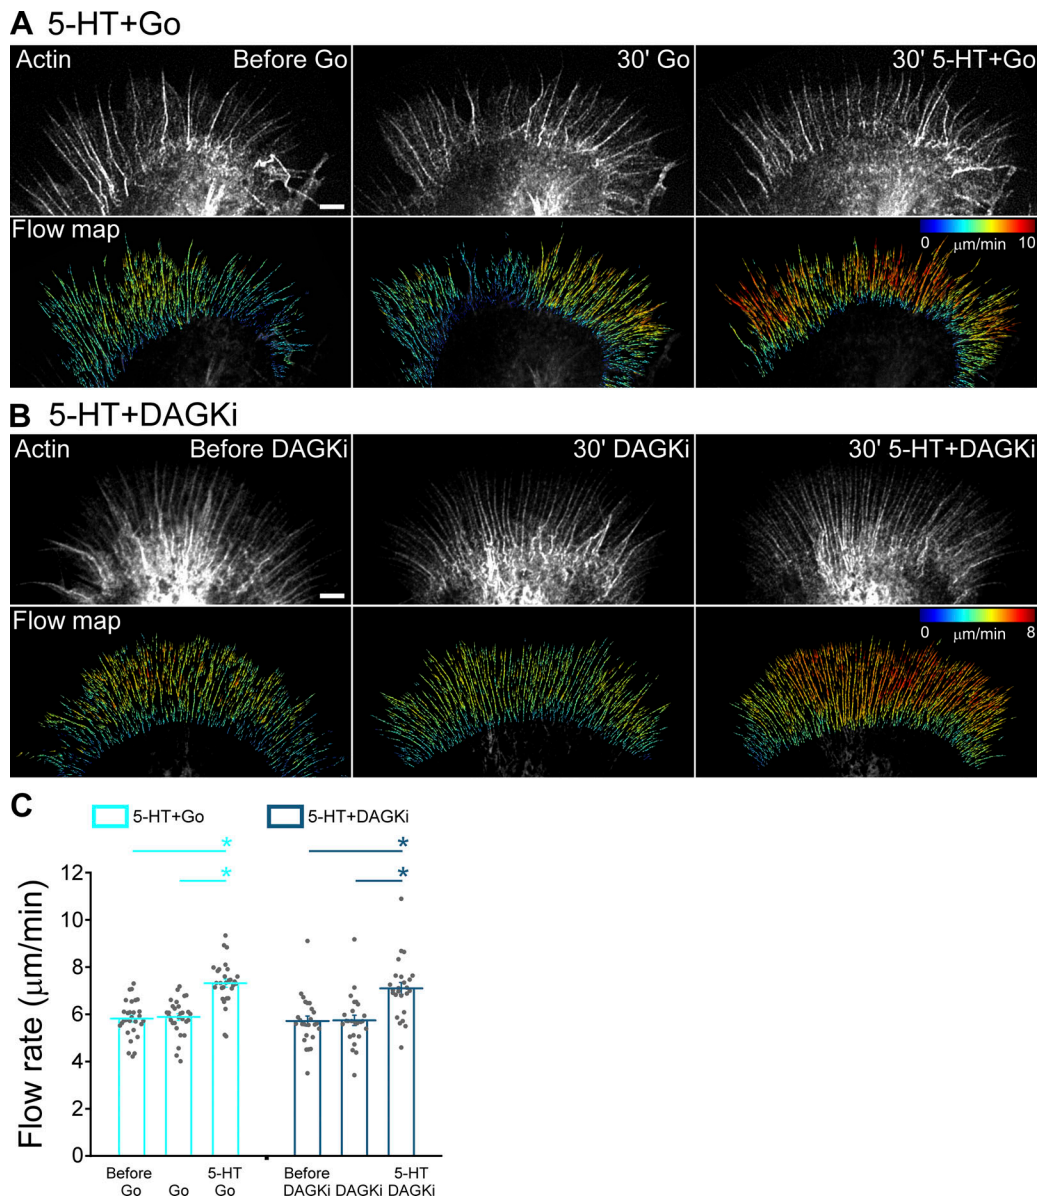 A 5-HT+Go
Actin Before Go 30' Go 30' 5-HT+Go
Flow map
0 μm/min 10
B 5-HT+DAGKi
Actin Before DAGKi 30' DAGKi 30' 5-HT+DAGKi
Flow map
0 μm/min 8
C
5-HT+Go 5-HT+DAGKi
* *
* *
Flow rate (μm/min)
12
10
8
6
4
2
0
Before Go Go 5-HT Go Before DAGKi DAGKi 5-HT DAGKi